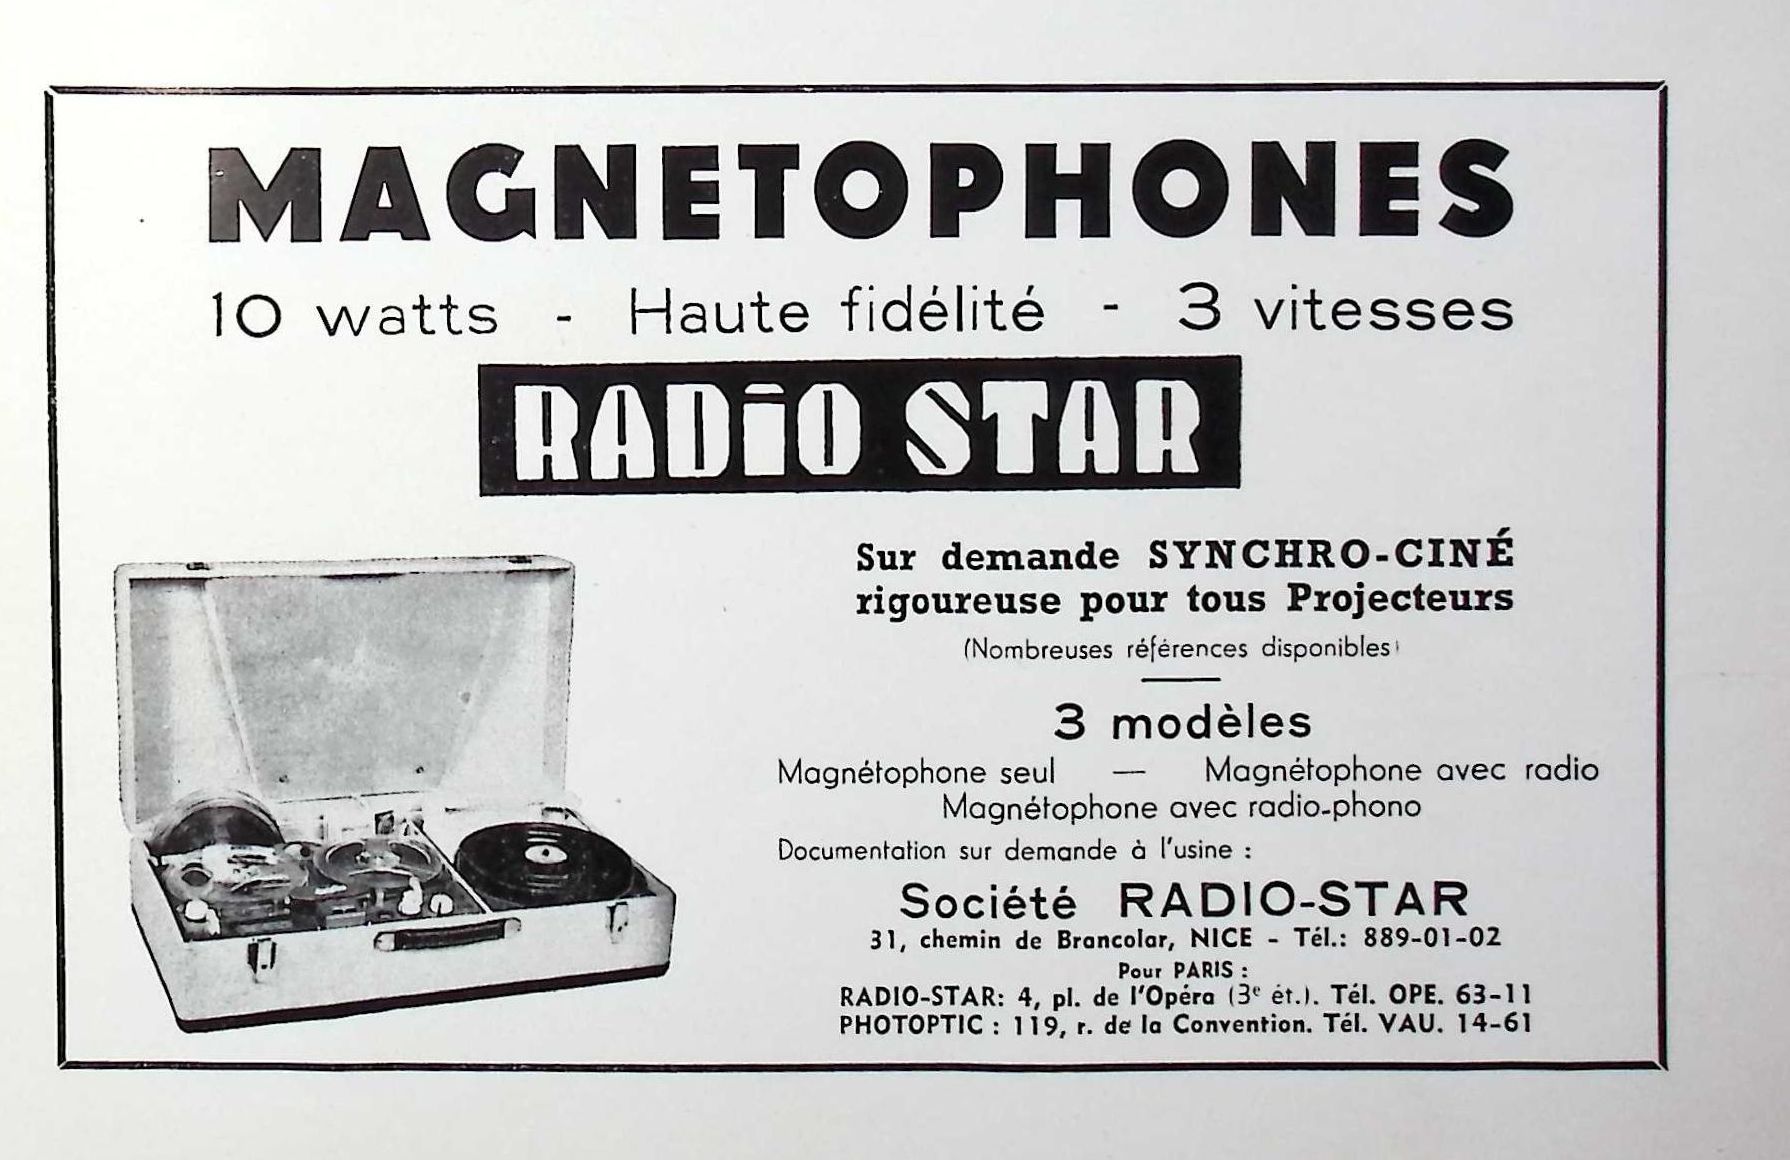 MAGNETOPHONES
10 watts - Haute fidélité - 3 vitesses
RADiO STAR
Sur demande SYNCHRO-CINÉ
rigoureuse pour tous Projecteurs
(Nombreuses références disponibles)
3 modèles
Magnétophone seul — Magnétophone avec radio
Magnétophone avec radio-phono
Documentation sur demande à l'usine :
Société RADIO-STAR
31, chemin de Brancolar, NICE - Tél.: 889-01-02
Pour PARIS :
RADIO-STAR: 4, pl. de l'Opéra (3e ét.). Tél. OPE. 63-11
PHOTOPTIC : 119, r. de la Convention. Tél. VAU. 14-61